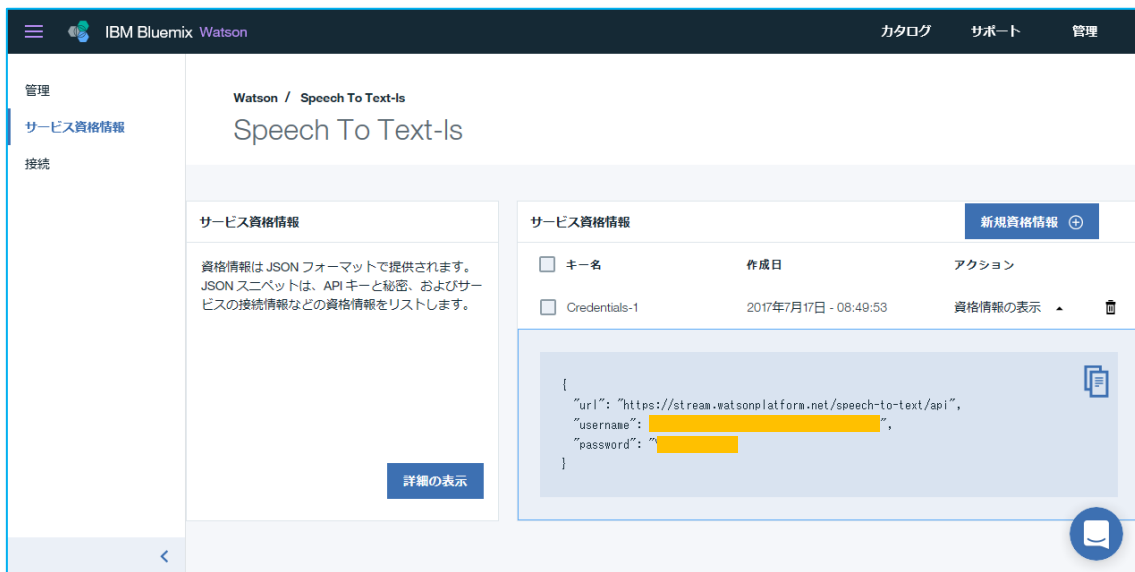 IBM Bluemix Watson カタログ サポート 管理
管理
サービス資格情報
接続
Watson / Speech To Text-ls
Speech To Text-ls
サービス資格情報
資格情報は JSON フォーマットで提供されます。
JSON スニペットは、API キーと秘密、およびサー
ビスの接続情報などの資格情報をリストします。
詳細の表示
サービス資格情報 新規資格情報
キー名 作成日 アクション
Credentials-1 2017年7月17日 - 08:49:53 資格情報の表示
{
"url": "https://stream.watsonplatform.net/speech-to-text/api",
"username": ",
"password": "
}